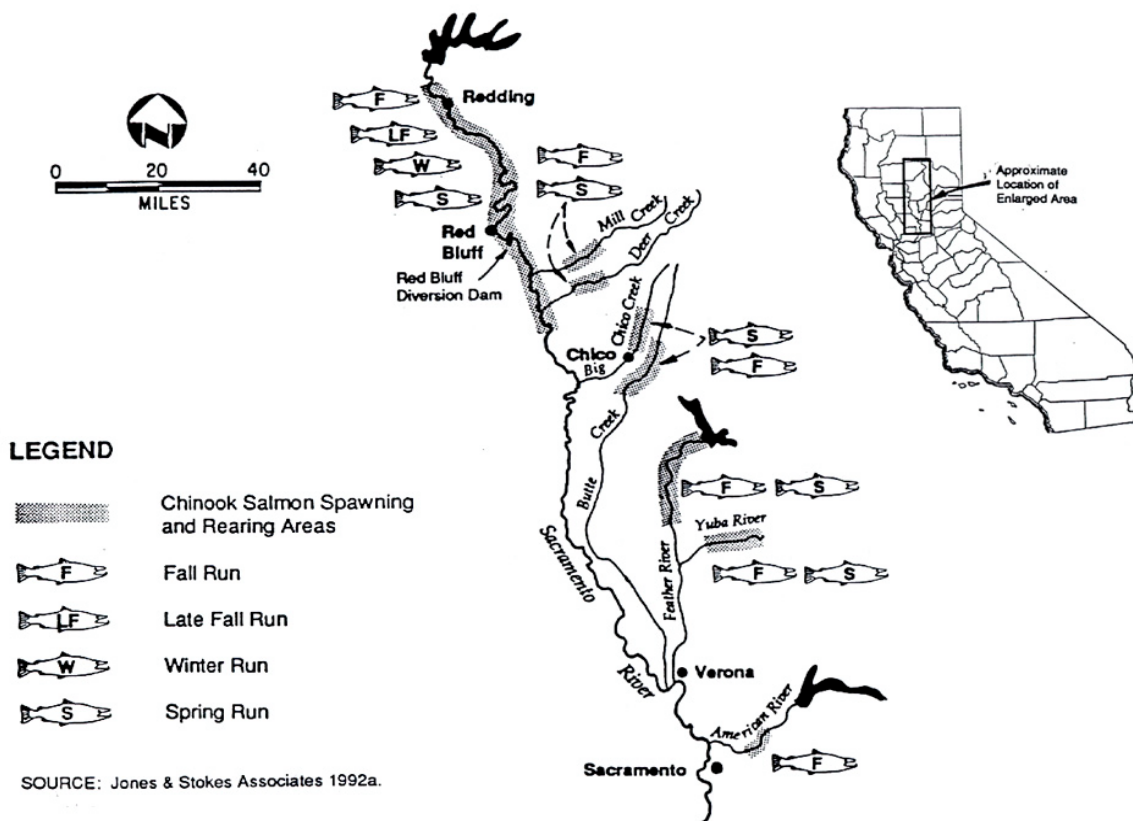 F
Redding
LF
W
S
F
S
N
0 20 40
MILES
Red
Bluff
Red Bluff
Diversion Dam
Mill Creek
Deer Creek
Approximate
Location of
Enlarged Area
Chico Creek
Chico
Big
S
F
Butte Creek
LEGEND
Chinook Salmon Spawning
and Rearing Areas
F Fall Run
LF Late Fall Run
W Winter Run
S Spring Run
SOURCE: Jones & Stokes Associates 1992a.
Sacramento River
Feather River
F S
Yuba River
F S
Verona
American River
Sacramento
F